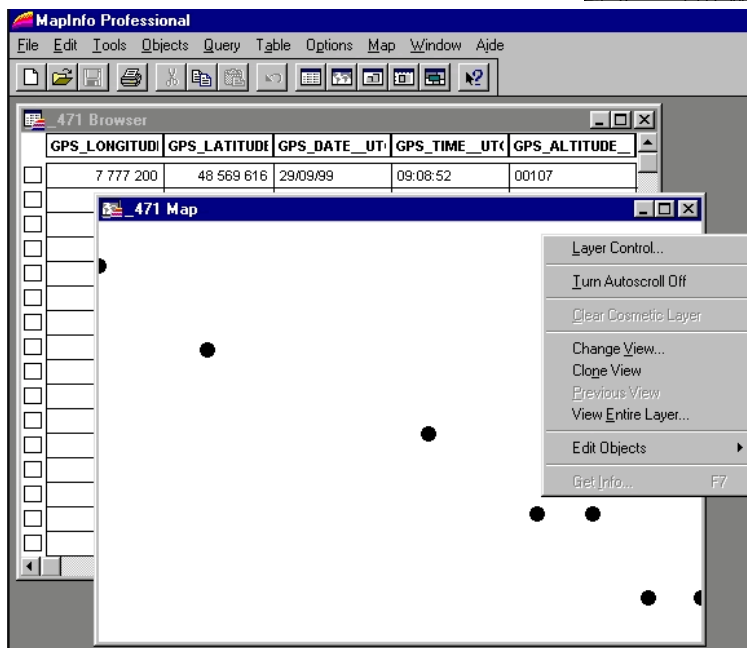 MapInfo Professional
File Edit Tools Objects Query Table Options Map Window Ajde
_471 Browser
GPS_LONGITUDI GPS_LATITUDE GPS_DATE__UT( GPS_TIME__UT( GPS_ALTITUDE_
7 777 200 48 569 616 29/09/99 09:08:52 00107
_471 Map
Layer Control...
Turn Autoscroll Off
Clear Cosmetic Layer
Change View...
Clone View
Previous View
View Entire Layer...
Edit Objects
Get Info... F7